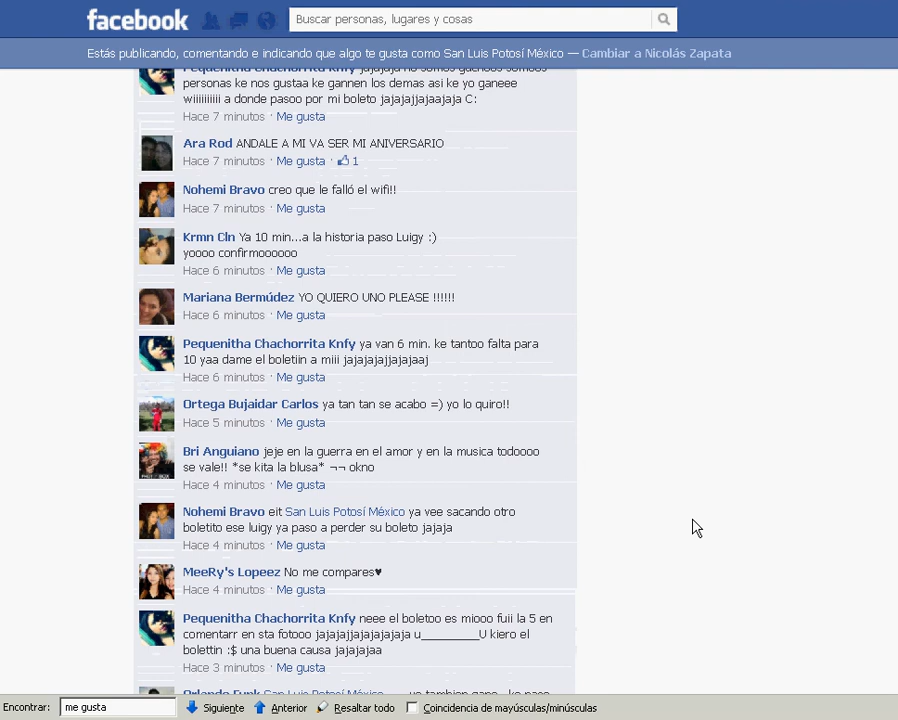 facebook
Buscar personas, lugares y cosas
Estás publicando, comentando e indicando que algo te gusta como San Luis Potosí México — Cambiar a Nicolás Zapata
Pequenitha Chachorrita Knfy jajajaja no somos gachoos somoos
personas ke nos gustaa ke gannen los demas asi ke yo ganeee
wiiiiiiiiii a donde pasoo por mi boleto jajajajjajaajaja C:
Hace 7 minutos · Me gusta
Ara Rod ANDALE A MI VA SER MI ANIVERSARIO
Hace 7 minutos · Me gusta · 1
Nohemi Bravo creo que le falló el wifi!!
Hace 7 minutos · Me gusta
Krmn Cln Ya 10 min...a la historia paso Luigy :)
yoooo confirmoooooo
Hace 6 minutos · Me gusta
Mariana Bermúdez YO QUIERO UNO PLEASE !!!!!!
Hace 6 minutos · Me gusta
Pequenitha Chachorrita Knfy ya van 6 min. ke tantoo falta para
10 yaa dame el boletiin a miii jajajajajjajajaaj
Hace 6 minutos · Me gusta
Ortega Bujaidar Carlos ya tan tan se acabo =) yo lo quiro!!
Hace 5 minutos · Me gusta
Bri Anguiano jeje en la guerra en el amor y en la musica todoooo
se vale!! *se kita la blusa* ¬¬ okno
Hace 4 minutos · Me gusta
Nohemi Bravo eit San Luis Potosí México ya vee sacando otro
boletito ese luigy ya paso a perder su boleto jajaja
Hace 4 minutos · Me gusta
MeeRy's Lopeez No me compares♥
Hace 4 minutos · Me gusta
Pequenitha Chachorrita Knfy neee el boletoo es miooo fuii la 5 en
comentarr en sta fotooo jajajajjajajajajaja u_________U kiero el
bolettin :$ una buena causa jajajajaa
Hace 3 minutos · Me gusta
Orlando Funk San Luis Potosí México
Encontrar: me gusta Siguiente Anterior Resaltar todo Coincidencia de mayúsculas/minúsculas